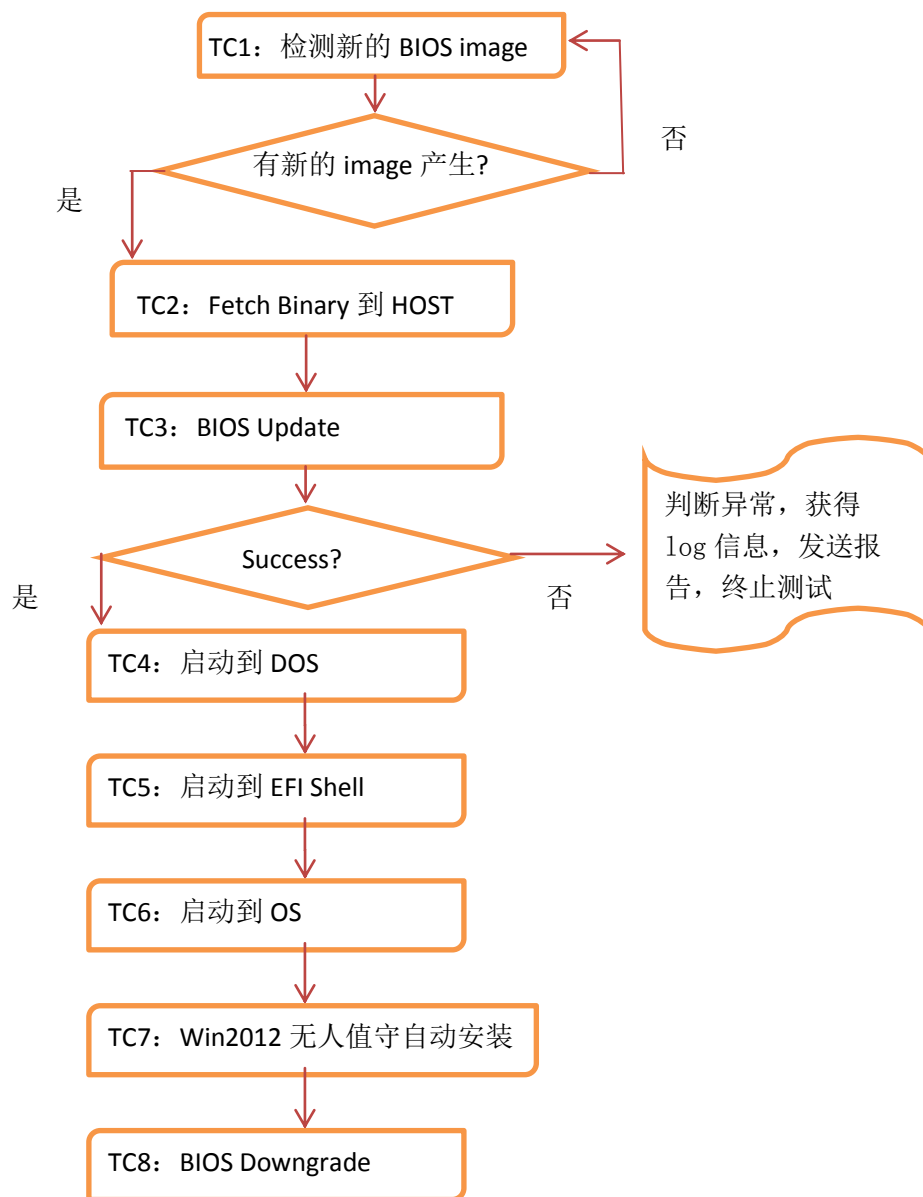 TC1：检测新的 BIOS image
否
有新的 image 产生?
是
TC2：Fetch Binary 到 HOST
TC3：BIOS Update
判断异常，获得
log 信息，发送报
告，终止测试
Success?
是
否
TC4：启动到 DOS
TC5：启动到 EFI Shell
TC6：启动到 OS
TC7：Win2012 无人值守自动安装
TC8：BIOS Downgrade